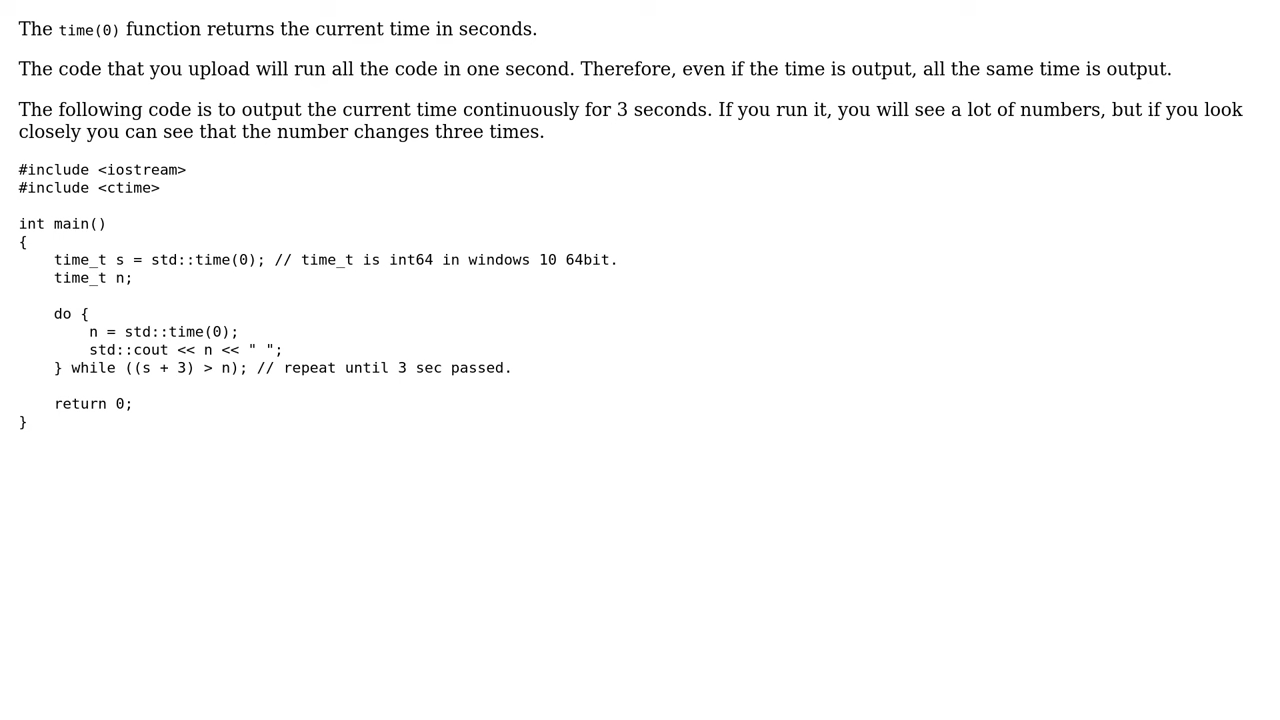 The time(0) function returns the current time in seconds.
The code that you upload will run all the code in one second. Therefore, even if the time is output, all the same time is output.
The following code is to output the current time continuously for 3 seconds. If you run it, you will see a lot of numbers, but if you look
closely you can see that the number changes three times.
#include <iostream>
#include <ctime>
int main()
{
    time_t s = std::time(0); // time_t is int64 in windows 10 64bit.
    time_t n;
    do {
        n = std::time(0);
        std::cout << n << " ";
    } while ((s + 3) > n); // repeat until 3 sec passed.
    return 0;
}